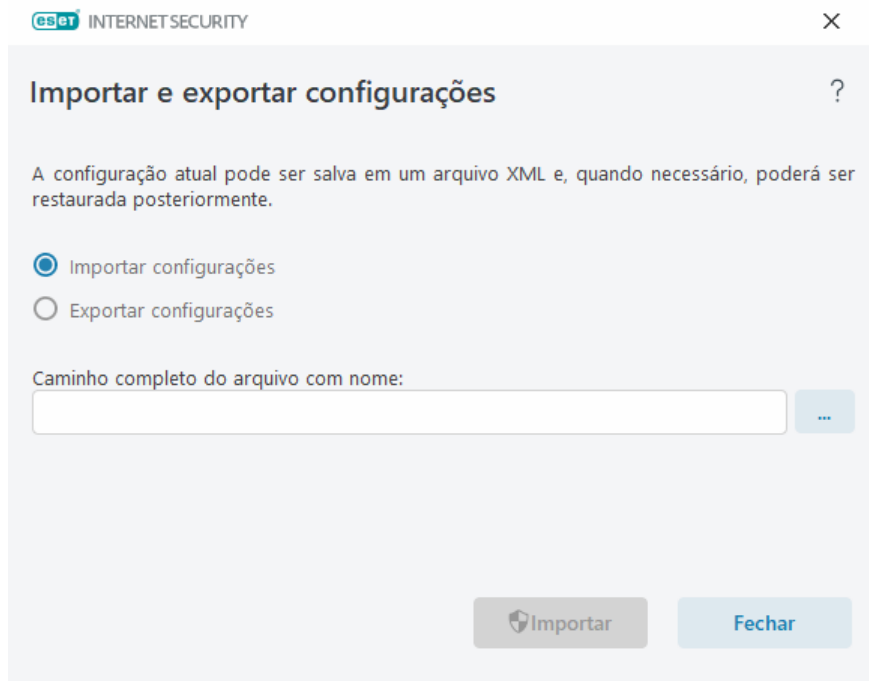 eset INTERNET SECURITY
Importar e exportar configurações
?
A configuração atual pode ser salva em um arquivo XML e, quando necessário, poderá ser
restaurada posteriormente.
Importar configurações
Exportar configurações
Caminho completo do arquivo com nome:
...
Importar
Fechar